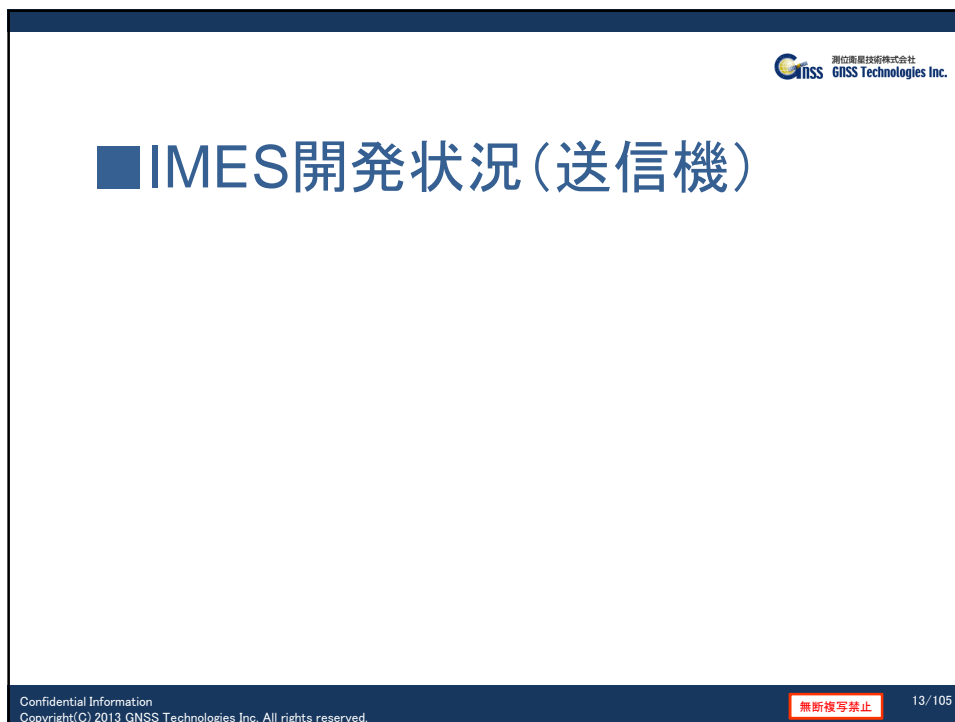 Gnss 測位衛星技術株式会社
GNSS Technologies Inc.
■IMES開発状況(送信機)
Confidential Information
Copyright(C) 2013 GNSS Technologies Inc. All rights reserved.
無断複写禁止
13/105